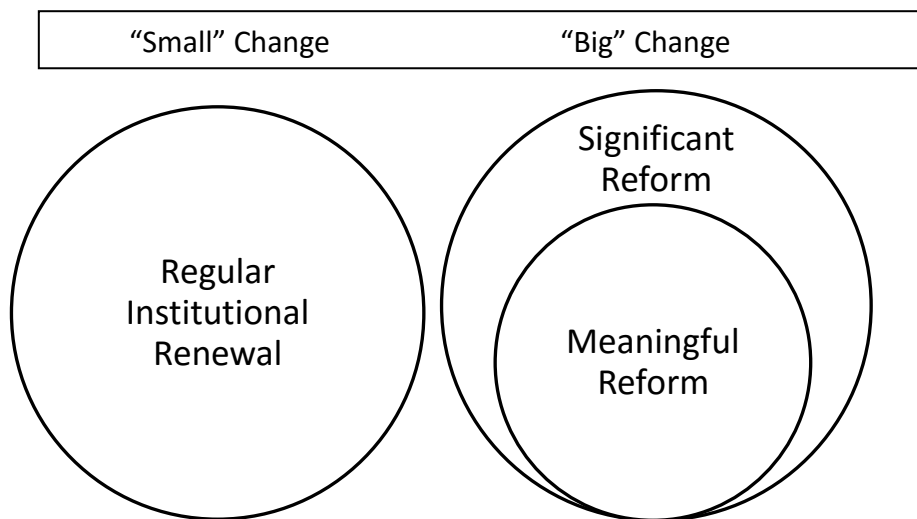 “Small” Change “Big” Change
Regular
Institutional
Renewal
Significant
Reform
Meaningful
Reform